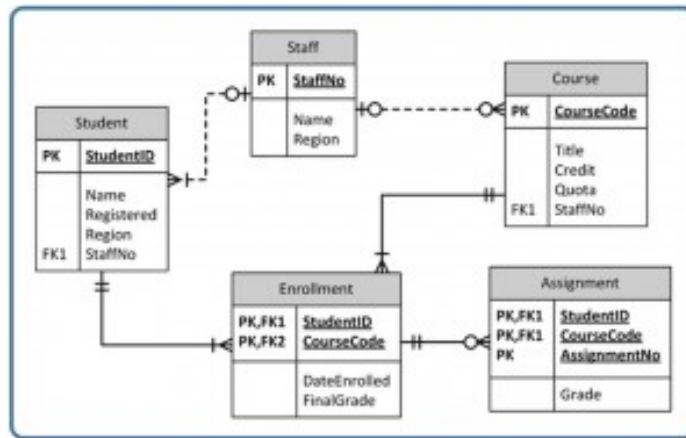 Staff
PK StaffNo
Name
Region
Course
PK CourseCode
Title
Credit
Quota
FK1 StaffNo
Student
PK StudentID
Name
Registered
Region
FK1 StaffNo
Enrollment
PK,FK1 StudentID
PK,FK2 CourseCode
DateEnrolled
FinalGrade
Assignment
PK,FK1 StudentID
PK,FK1 CourseCode
PK AssignmentNo
Grade